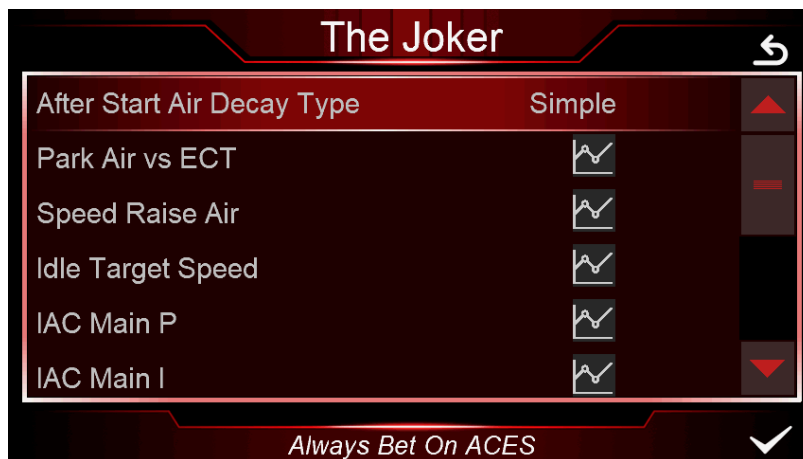 The Joker
After Start Air Decay Type Simple
Park Air vs ECT
Speed Raise Air
Idle Target Speed
IAC Main P
IAC Main I
Always Bet On ACES